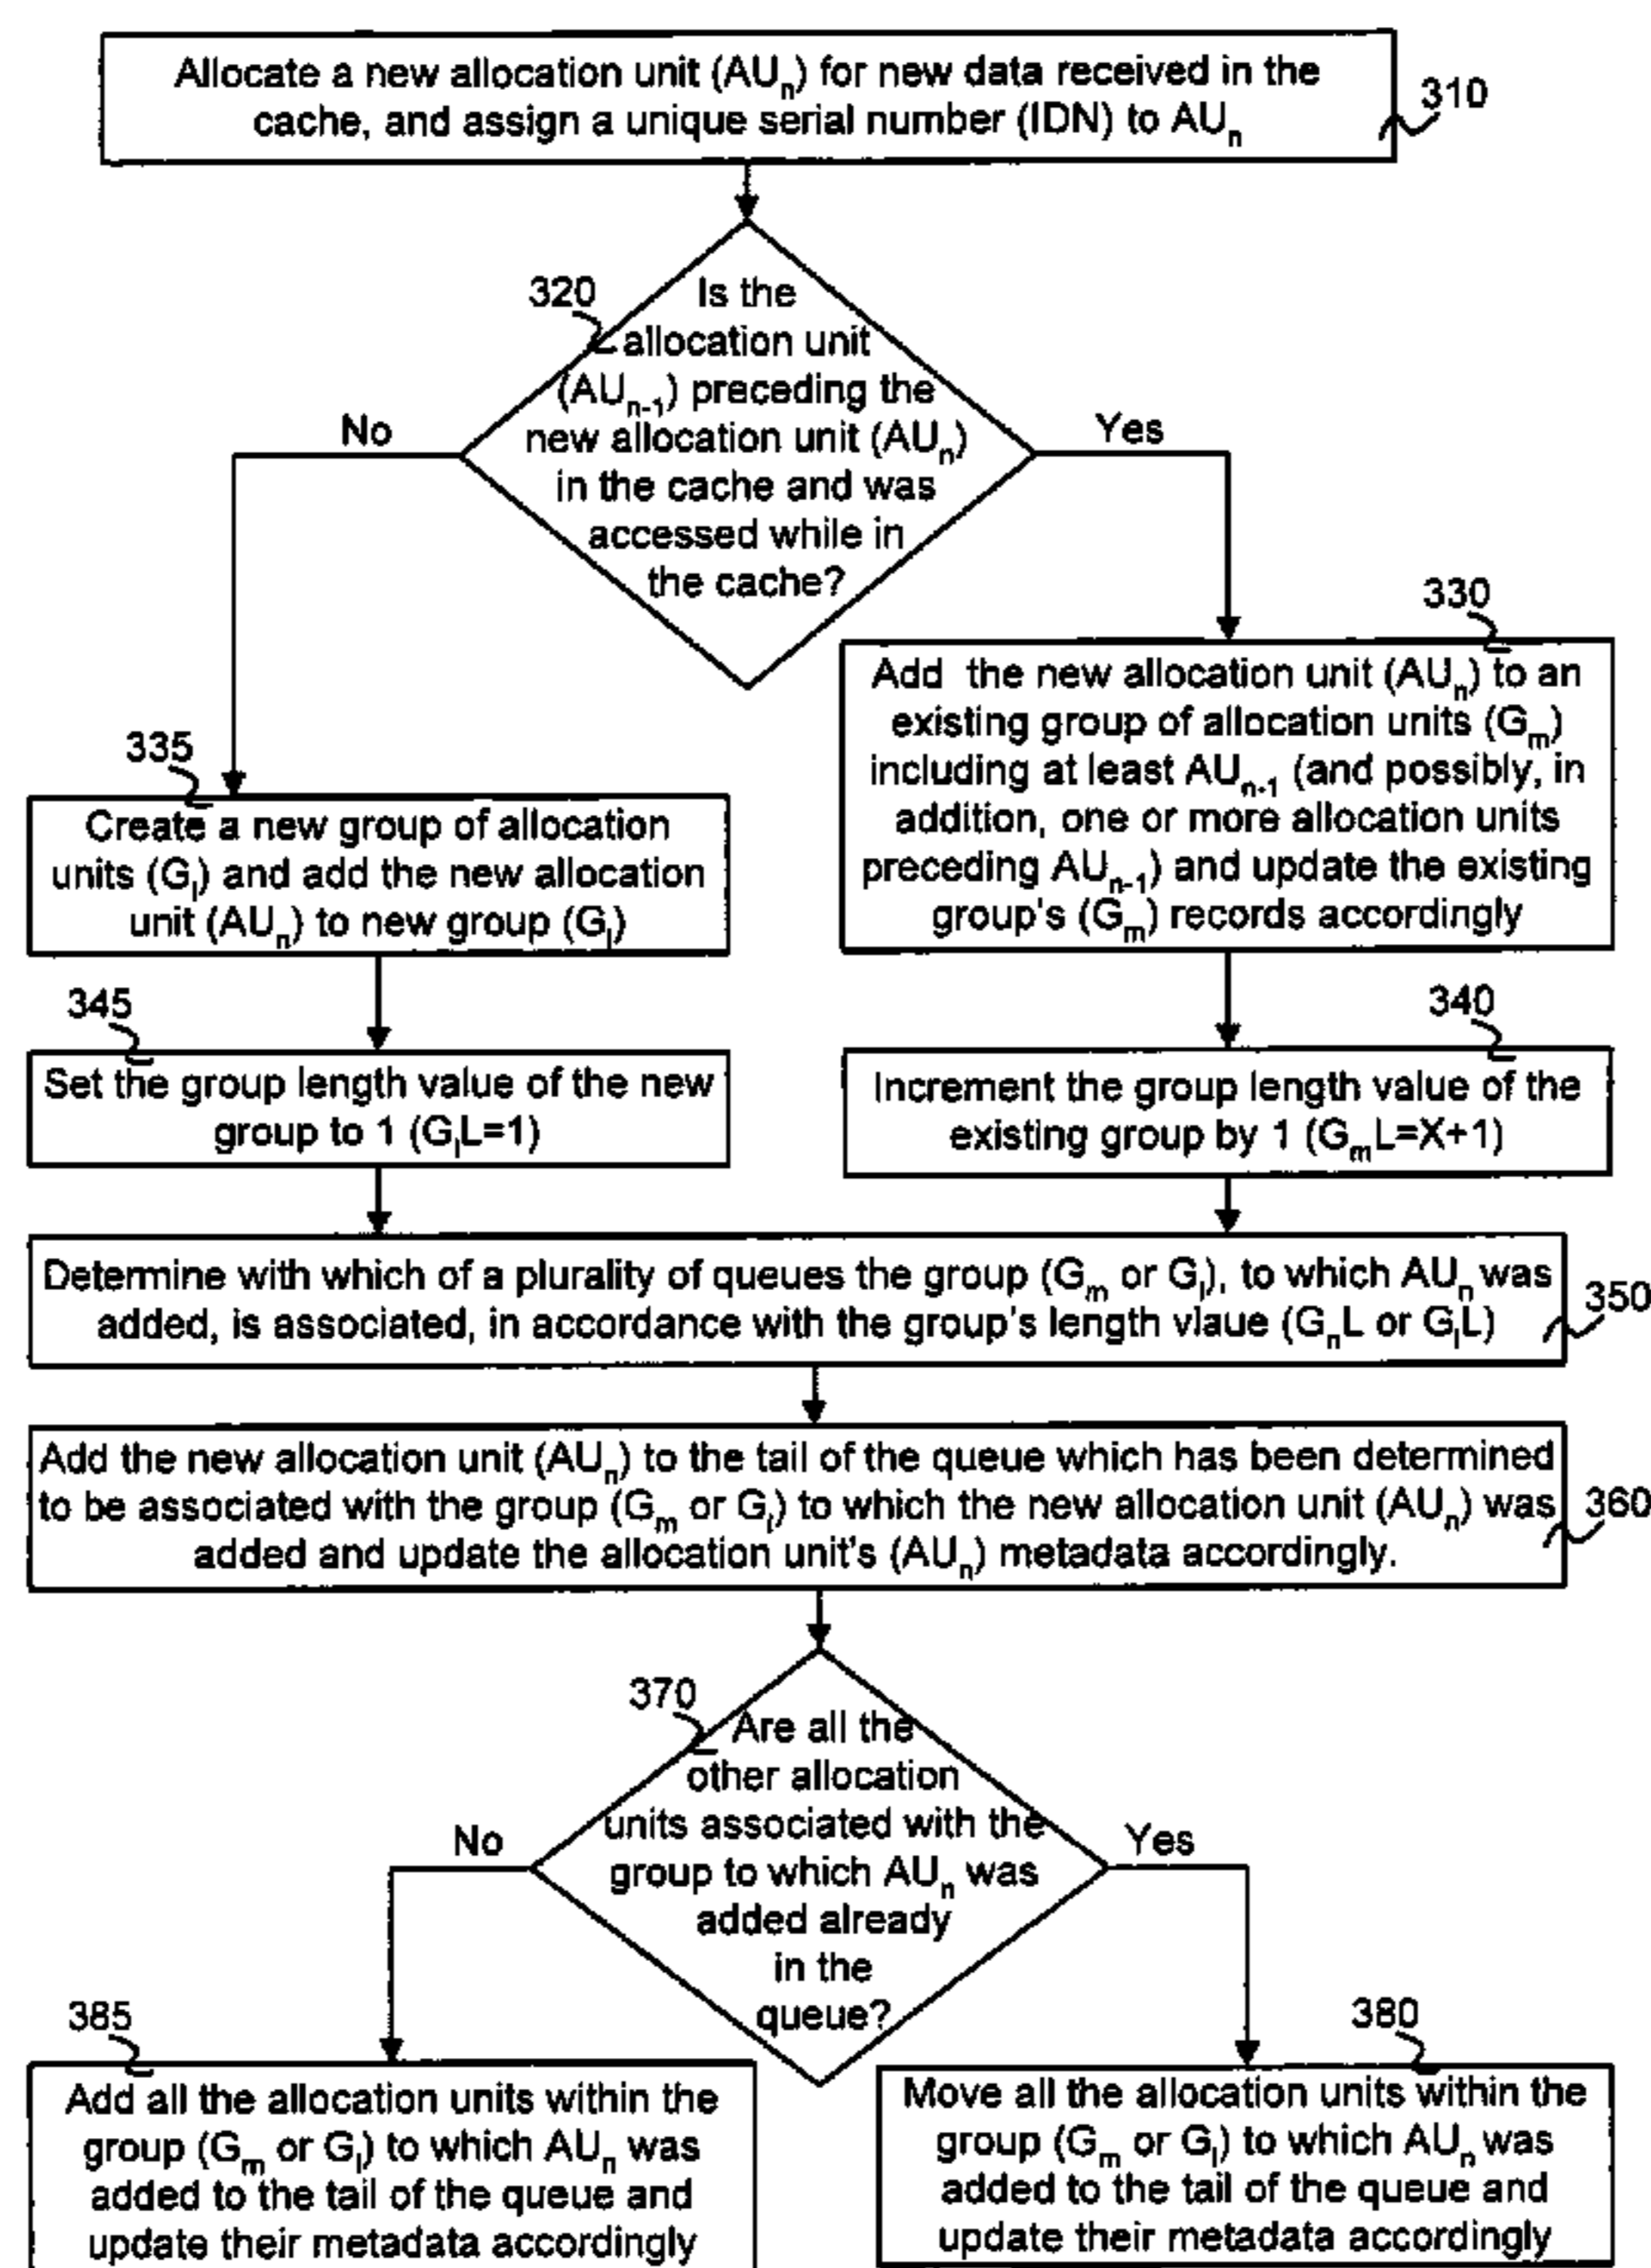 Allocate a new allocation unit (AUn) for new data received in the
cache, and assign a unique serial number (IDN) to AUn
310
320
Is the
allocation unit
(AUn-1) preceding the
new allocation unit (AUn)
in the cache and was
accessed while in
the cache?
No
Yes
330
Add the new allocation unit (AUn) to an
existing group of allocation units (Gm)
including at least AUn-1 (and possibly, in
addition, one or more allocation units
preceding AUn-1) and update the existing
group's (Gm) records accordingly
335
Create a new group of allocation
units (Gl) and add the new allocation
unit (AUn) to new group (Gl)
345
Set the group length value of the new
group to 1 (GlL=1)
340
Increment the group length value of the
existing group by 1 (GmL=X+1)
Determine with which of a plurality of queues the group (Gm or Gl), to which AUn was
added, is associated, in accordance with the group's length vlaue (GnL or GlL)
350
Add the new allocation unit (AUn) to the tail of the queue which has been determined
to be associated with the group (Gm or Gl) to which the new allocation unit (AUn) was
added and update the allocation unit's (AUn) metadata accordingly.
360
370
Are all the
other allocation
units associated with the
group to which AUn was
added already
in the
queue?
No
Yes
385
Add all the allocation units within the
group (Gm or Gl) to which AUn was
added to the tail of the queue and
update their metadata accordingly
380
Move all the allocation units within the
group (Gm or Gl) to which AUn was
added to the tail of the queue and
update their metadata accordingly